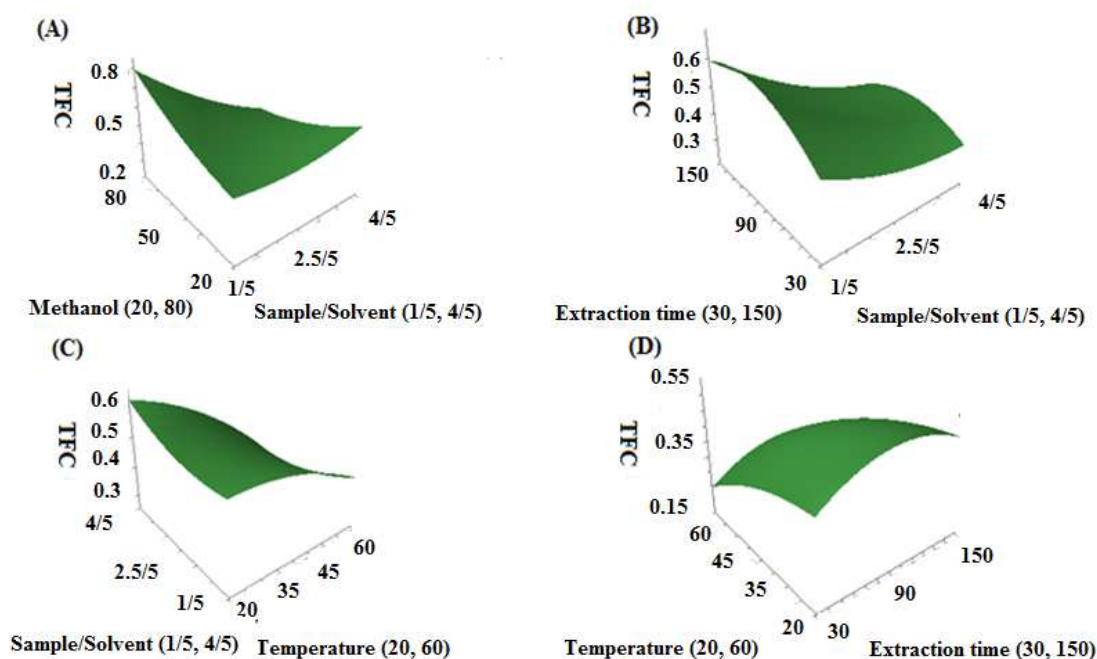 (A)
TFC
0.8
0.5
0.2
80
50
20
1/5
2.5/5
4/5
Methanol (20, 80)
Sample/Solvent (1/5, 4/5)
(B)
TFC
0.6
0.5
0.4
0.3
150
90
30
1/5
2.5/5
4/5
Extraction time (30, 150)
Sample/Solvent (1/5, 4/5)
(C)
TFC
0.6
0.5
0.4
0.3
4/5
2.5/5
1/5
20
35
45
60
Sample/Solvent (1/5, 4/5)
Temperature (20, 60)
(D)
TFC
0.55
0.35
0.15
60
45
35
20
30
90
150
Temperature (20, 60)
Extraction time (30, 150)